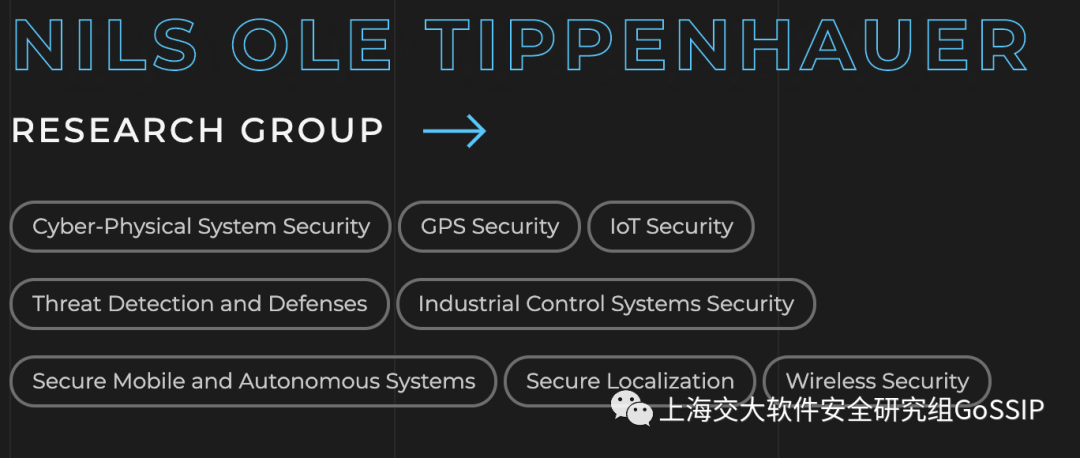 NILS OLE TIPPENHAUER
RESEARCH GROUP
Cyber-Physical System Security GPS Security IoT Security
Threat Detection and Defenses Industrial Control Systems Security
Secure Mobile and Autonomous Systems Secure Localization Wireless Security
上海交大软件安全研究组GoSSIP